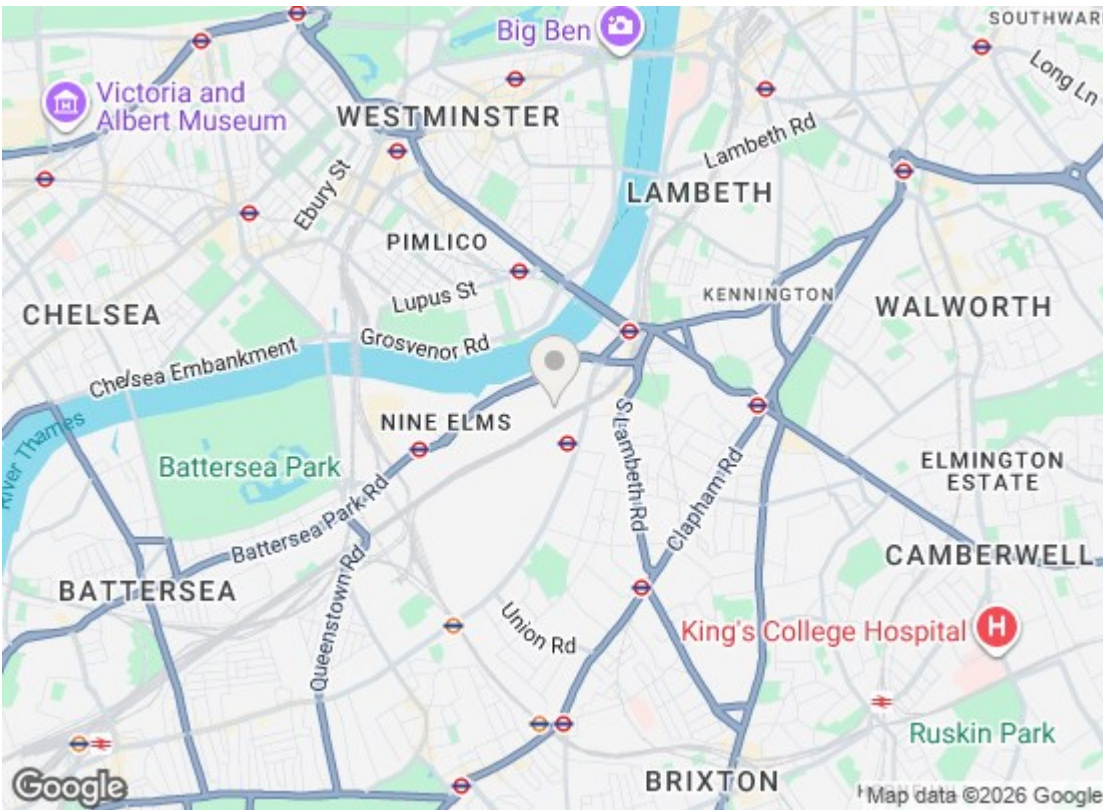 SOUTHWAR
Big Ben
Long Ln
Victoria and
Albert Museum
WESTMINSTER
Lambeth Rd
Ebury St
LAMBETH
PIMLICO
Lupus St
KENNINGTON
CHELSEA
WALWORTH
Grosvenor Rd
Chelsea Embankment
River Thames
NINE ELMS
S Lambeth Rd
Battersea Park
Clapham Rd
ELMINGTON
ESTATE
Battersea Park Rd
CAMBERWELL
BATTERSEA
Queenstown Rd
Union Rd
King's College Hospital
H
Ruskin Park
BRIXTON
Google
Map data ©2026 Google